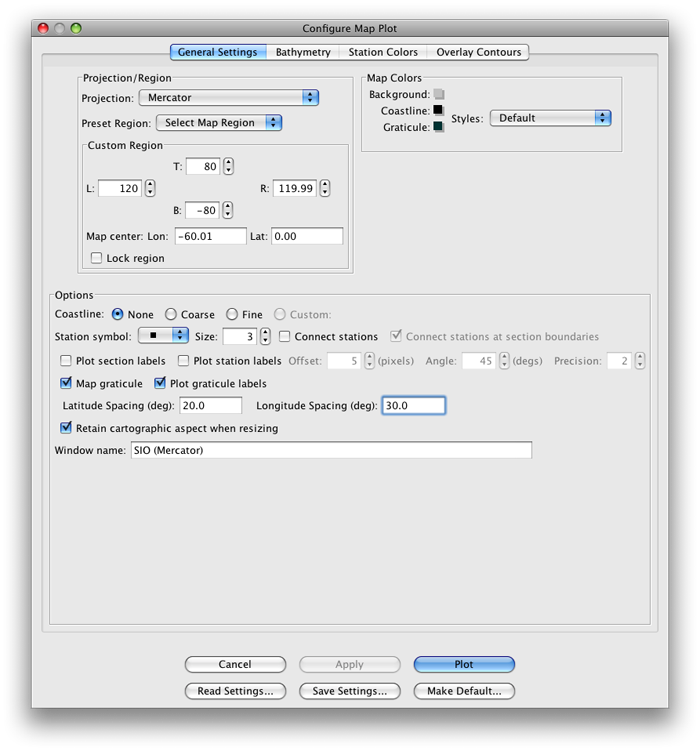 Configure Map Plot
General Settings Bathymetry Station Colors Overlay Contours
Projection/Region
Projection: Mercator
Preset Region: Select Map Region
Custom Region
T: 80
L: 120 R: 119.99
B: -80
Map center: Lon: -60.01 Lat: 0.00
Lock region
Map Colors
Background:
Coastline:
Graticule:
Styles: Default
Options
Coastline: None Coarse Fine Custom:
Station symbol: Size: 3 Connect stations Connect stations at section boundaries
Plot section labels Plot station labels Offset: 5 (pixels) Angle: 45 (degs) Precision: 2
Map graticule Plot graticule labels
Latitude Spacing (deg): 20.0 Longitude Spacing (deg): 30.0
Retain cartographic aspect when resizing
Window name: SIO (Mercator)
Cancel Apply Plot
Read Settings... Save Settings... Make Default...